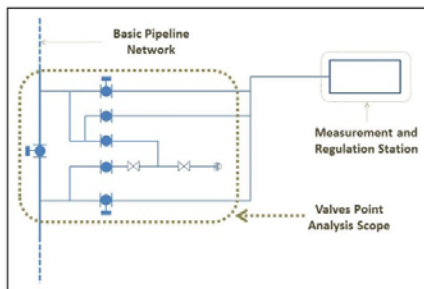 Basic Pipeline
Network
Measurement and
Regulation Station
Valves Point
Analysis Scope